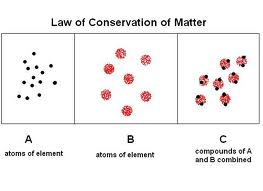 Law of Conservation of Matter
A
B
C
atoms of element
atoms of element
compounds of A
and B combined